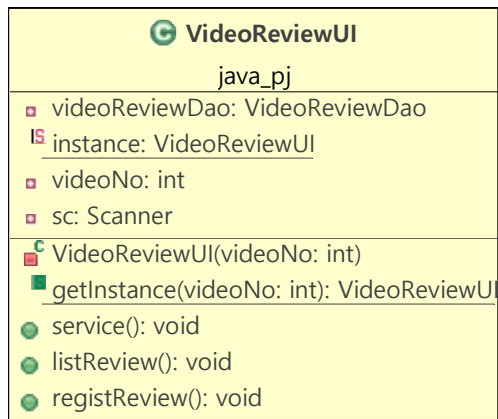 C VideoReviewUI
java_pj
videoReviewDao: VideoReviewDao
S instance: VideoReviewUI
videoNo: int
sc: Scanner
C VideoReviewUI(videoNo: int)
S getInstance(videoNo: int): VideoReviewUI
service(): void
listReview(): void
registReview(): void